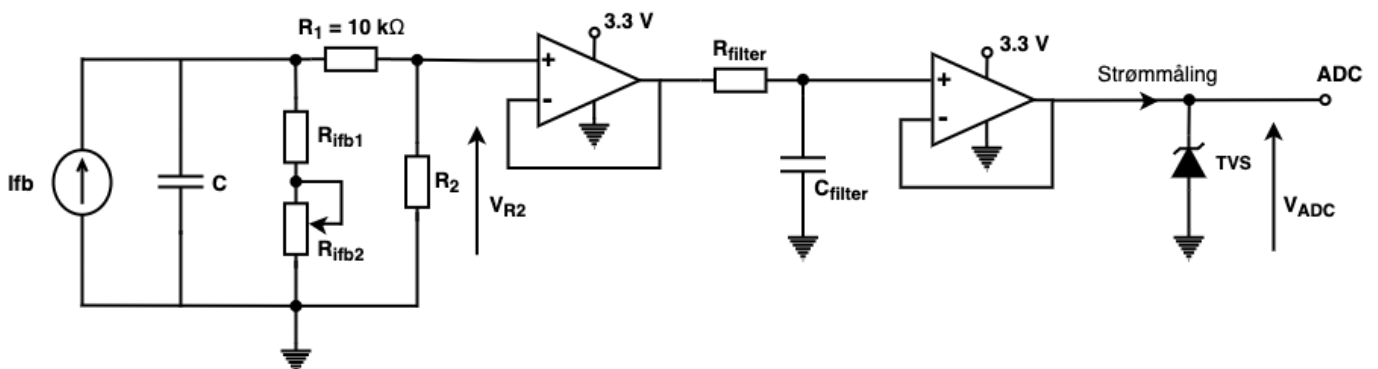 R1 = 10 kΩ
3.3 V
Rfilter
3.3 V
Strømmåling
ADC
+
-
+
-
Rifb1
Ifb
C
R2
VR2
Cfilter
TVS
VADC
Rifb2